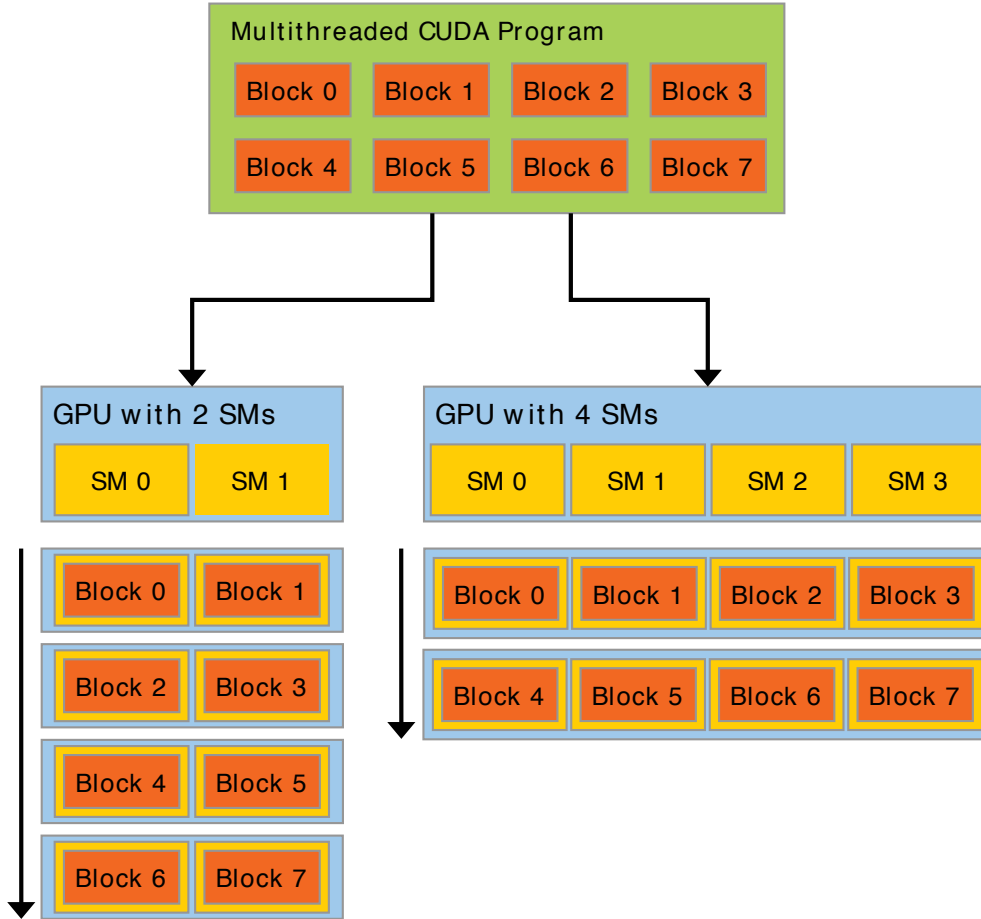 Multithreaded CUDA Program
Block 0 Block 1 Block 2 Block 3
Block 4 Block 5 Block 6 Block 7
GPU with 2 SMs
SM 0 SM 1
Block 0 Block 1
Block 2 Block 3
Block 4 Block 5
Block 6 Block 7
GPU with 4 SMs
SM 0 SM 1 SM 2 SM 3
Block 0 Block 1 Block 2 Block 3
Block 4 Block 5 Block 6 Block 7